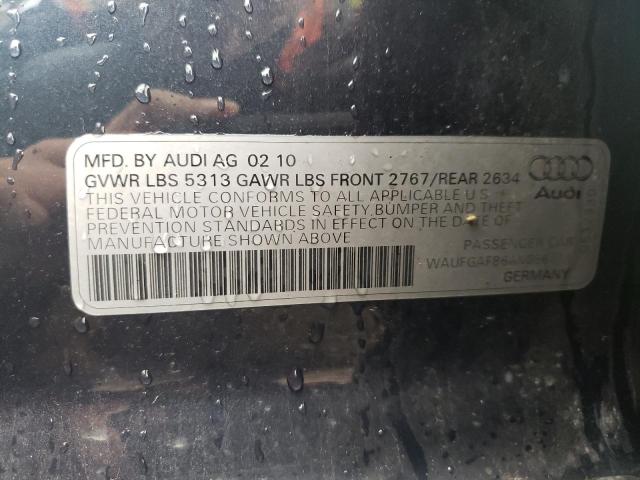 MFD. BY AUDI AG 02 10
GVWR LBS 5313 GAWR LBS FRONT 2767/REAR 2634
THIS VEHICLE CONFORMS TO ALL APPLICABLE U.S.
FEDERAL MOTOR VEHICLE SAFETY, BUMPER AND THEFT
PREVENTION STANDARDS IN EFFECT ON THE DATE OF
MANUFACTURE SHOWN ABOVE
Audi
PASSENGER CAR
GERMANY